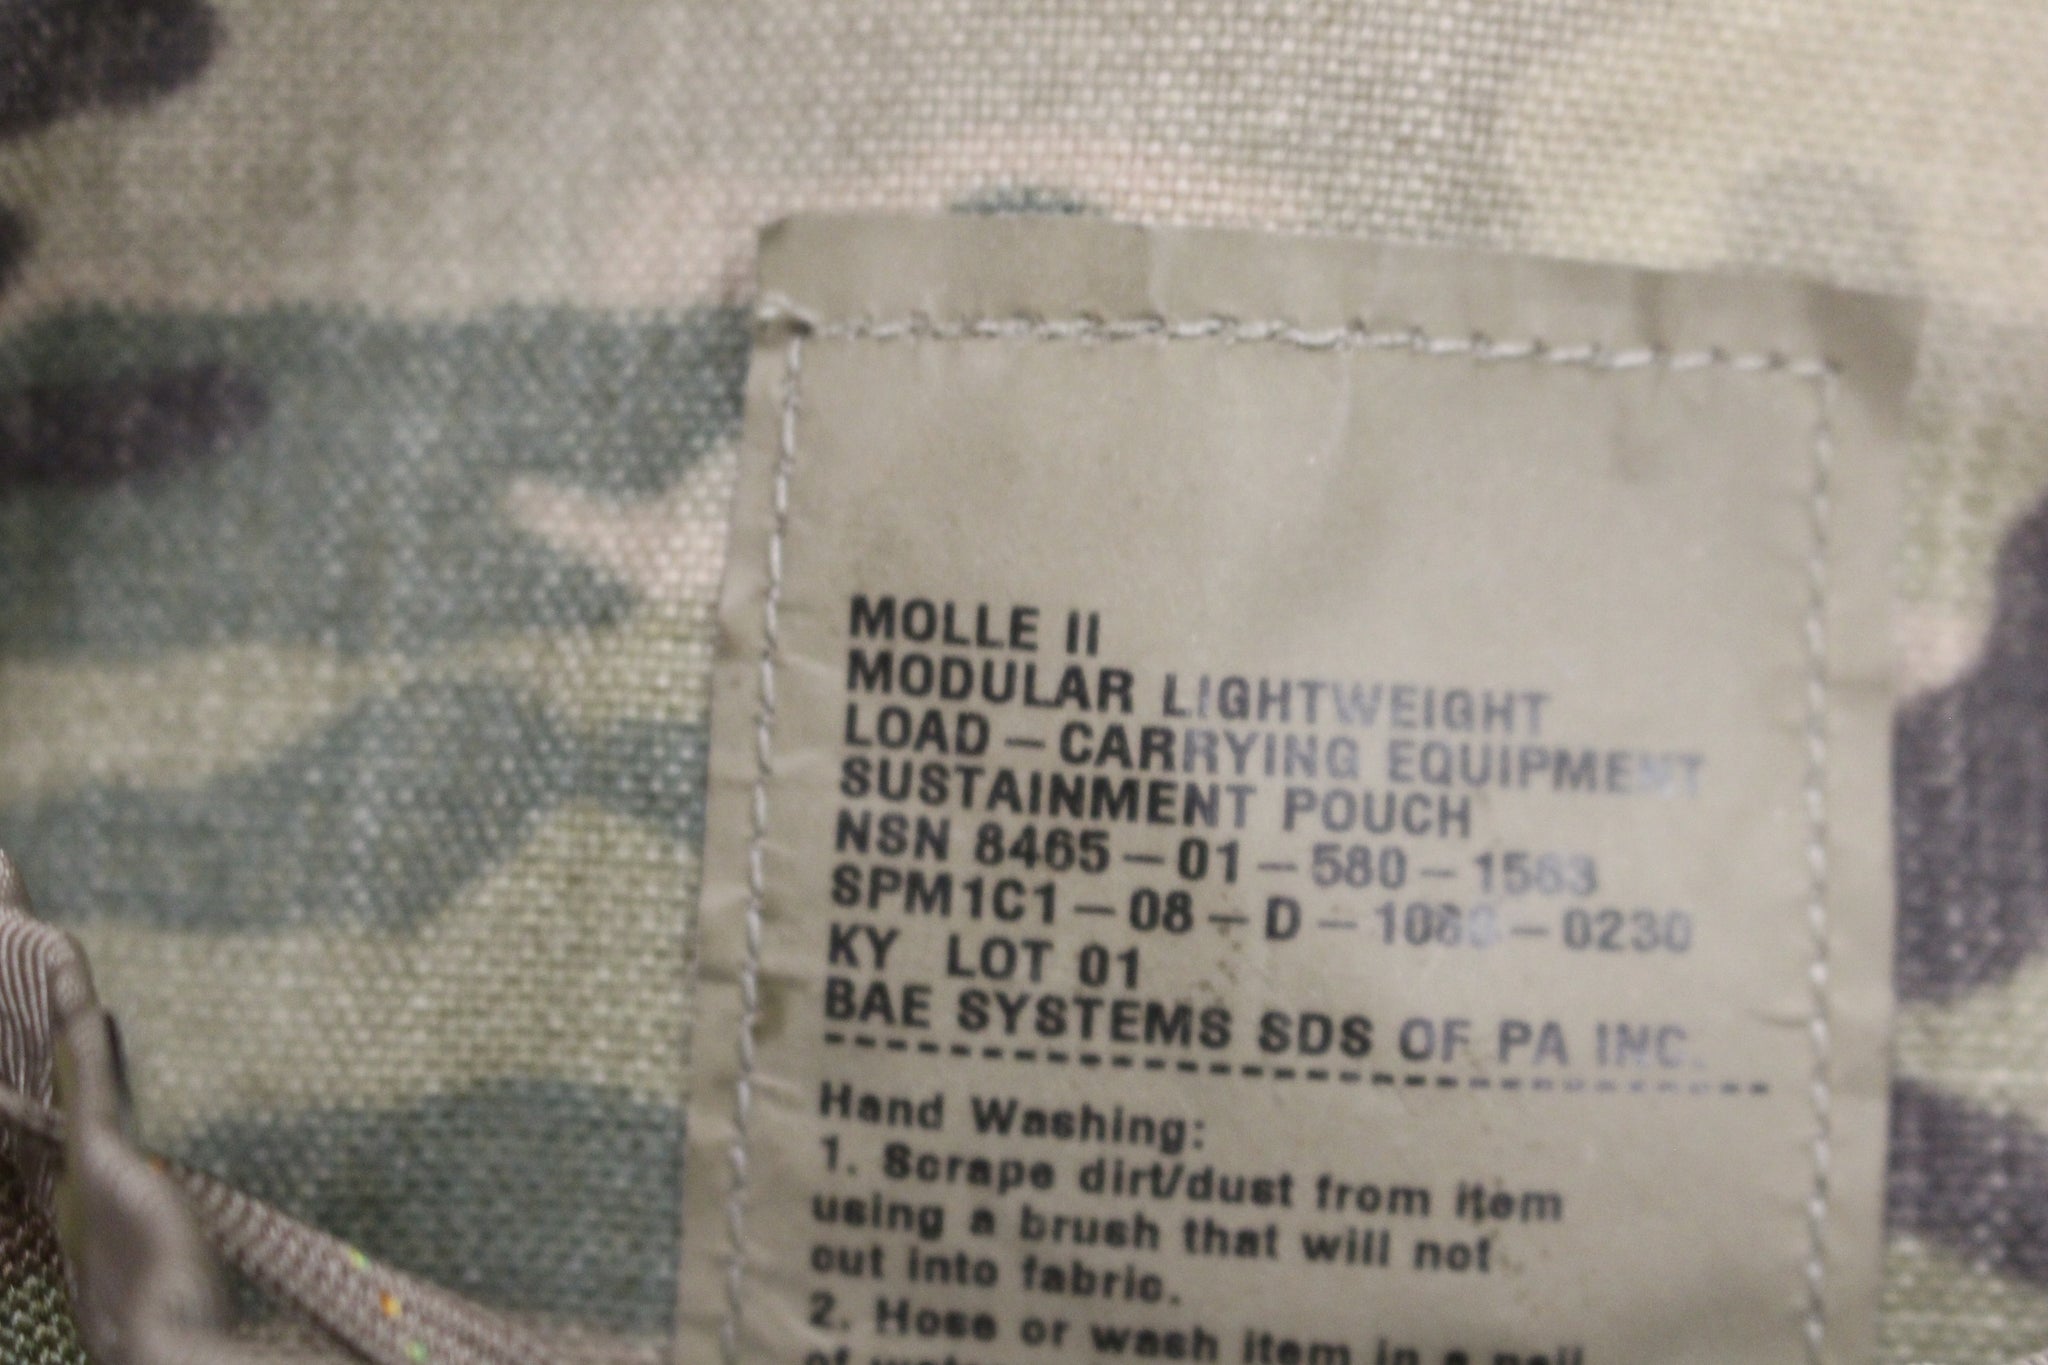 MOLLE II
MODULAR LIGHTWEIGHT
LOAD – CARRYING EQUIPMENT
SUSTAINMENT POUCH
NSN 8465 – 01 – 580 – 1563
SPM1C1 – 08 – D – – 0230
KY LOT 01
BAE SYSTEMS SDS OF PA INC.
Hand Washing:
1. Scrape dirt/dust from item
using a brush that will not
cut into fabric.
2. Hose or wash item in a pail
of